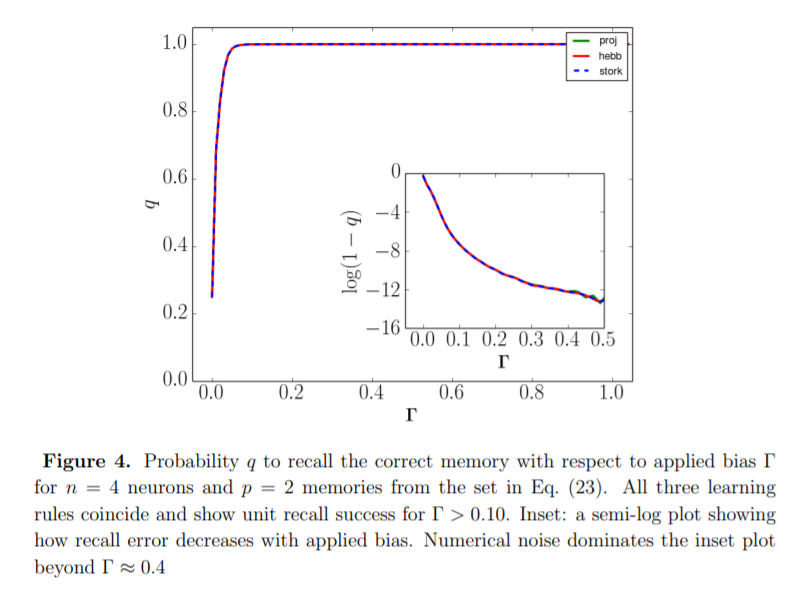 1.0
0.8
0.6
0.4
0.2
0.0
q
proj
hebb
stork
0
−4
−8
−12
−16
log(1 − q)
0.0 0.1 0.2 0.3 0.4 0.5
Γ
0.0 0.2 0.4 0.6 0.8 1.0
Γ
Figure 4. Probability q to recall the correct memory with respect to applied bias Γ
for n = 4 neurons and p = 2 memories from the set in Eq. (23). All three learning
rules coincide and show unit recall success for Γ > 0.10. Inset: a semi-log plot showing
how recall error decreases with applied bias. Numerical noise dominates the inset plot
beyond Γ ≈ 0.4